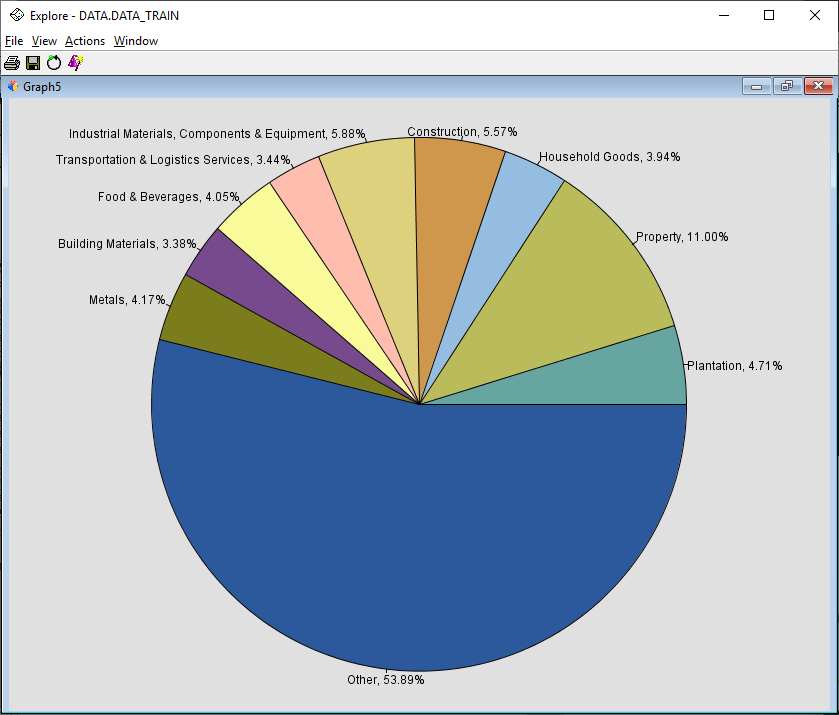 Explore - DATA.DATA_TRAIN
File View Actions Window
Graph5
Industrial Materials, Components & Equipment, 5.88%
Construction, 5.57%
Transportation & Logistics Services, 3.44%
Household Goods, 3.94%
Food & Beverages, 4.05%
Property, 11.00%
Building Materials, 3.38%
Metals, 4.17%
Plantation, 4.71%
Other, 53.89%